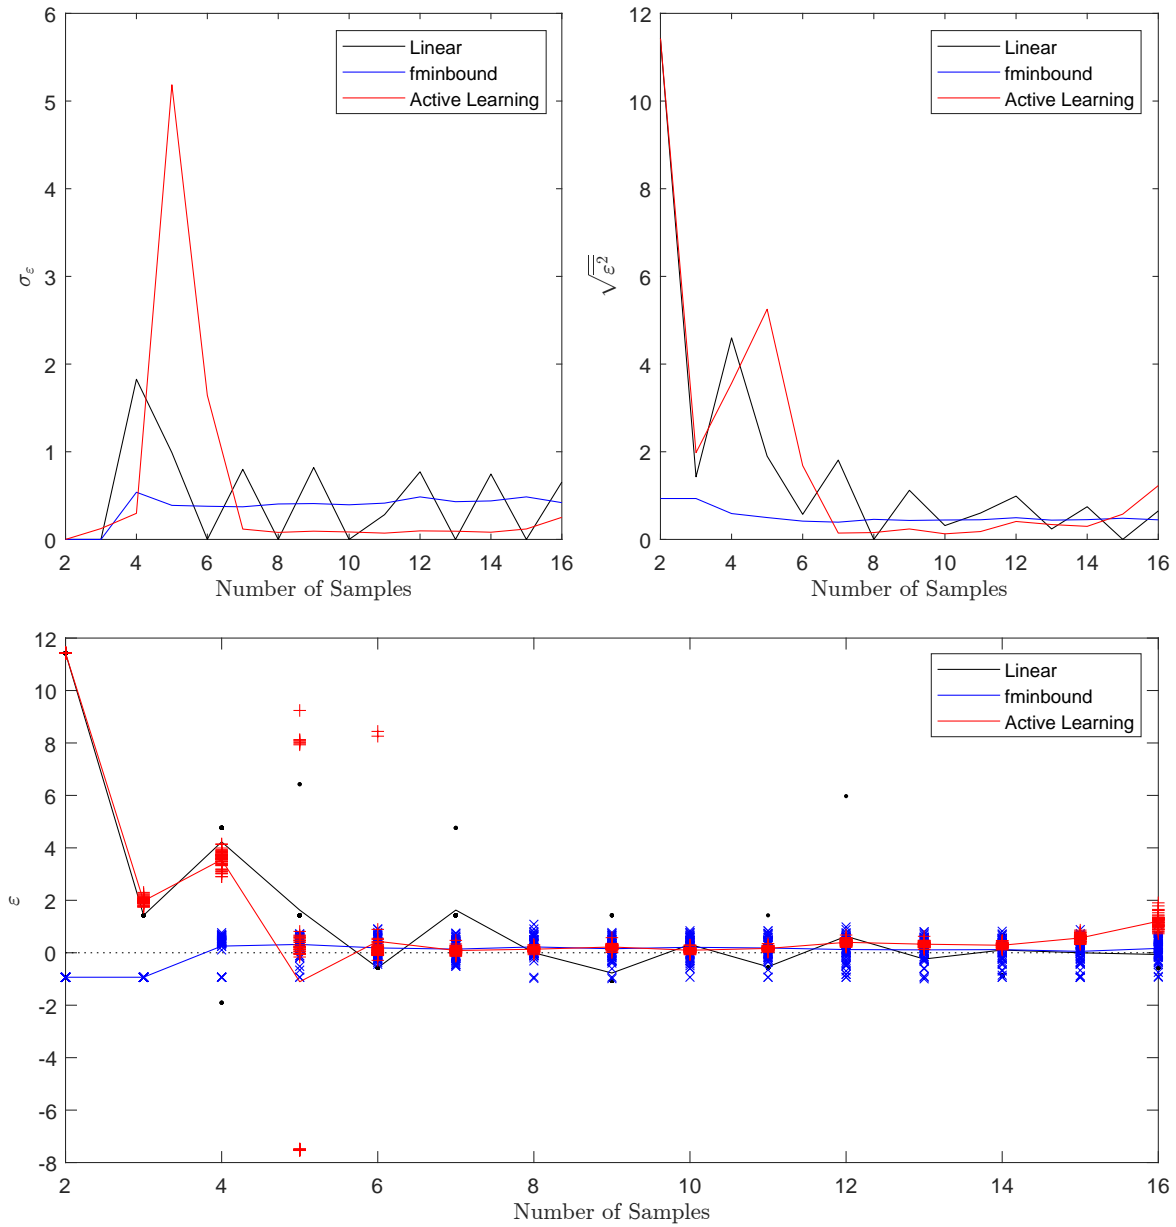 6
5
4
3
2
1
0
σ_ε
2 4 6 8 10 12 14 16
Number of Samples
Linear
fminbound
Active Learning
12
10
8
6
4
2
0
√ε²
2 4 6 8 10 12 14 16
Number of Samples
Linear
fminbound
Active Learning
12
10
8
6
4
2
0
-2
-4
-6
-8
ε
2 4 6 8 10 12 14 16
Number of Samples
Linear
fminbound
Active Learning